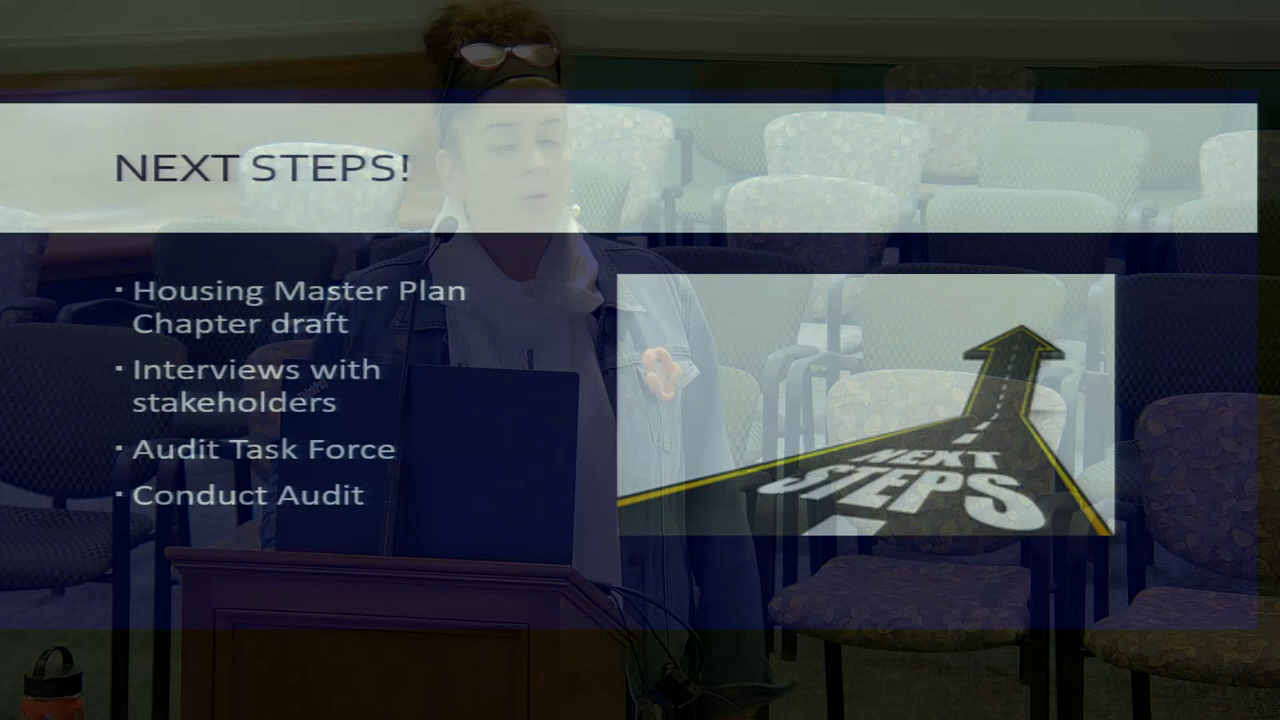 NEXT STEPS!
▪ Housing Master Plan
Chapter draft
▪ Interviews with
stakeholders
▪ Audit Task Force
▪ Conduct Audit
NEXT
STEPS